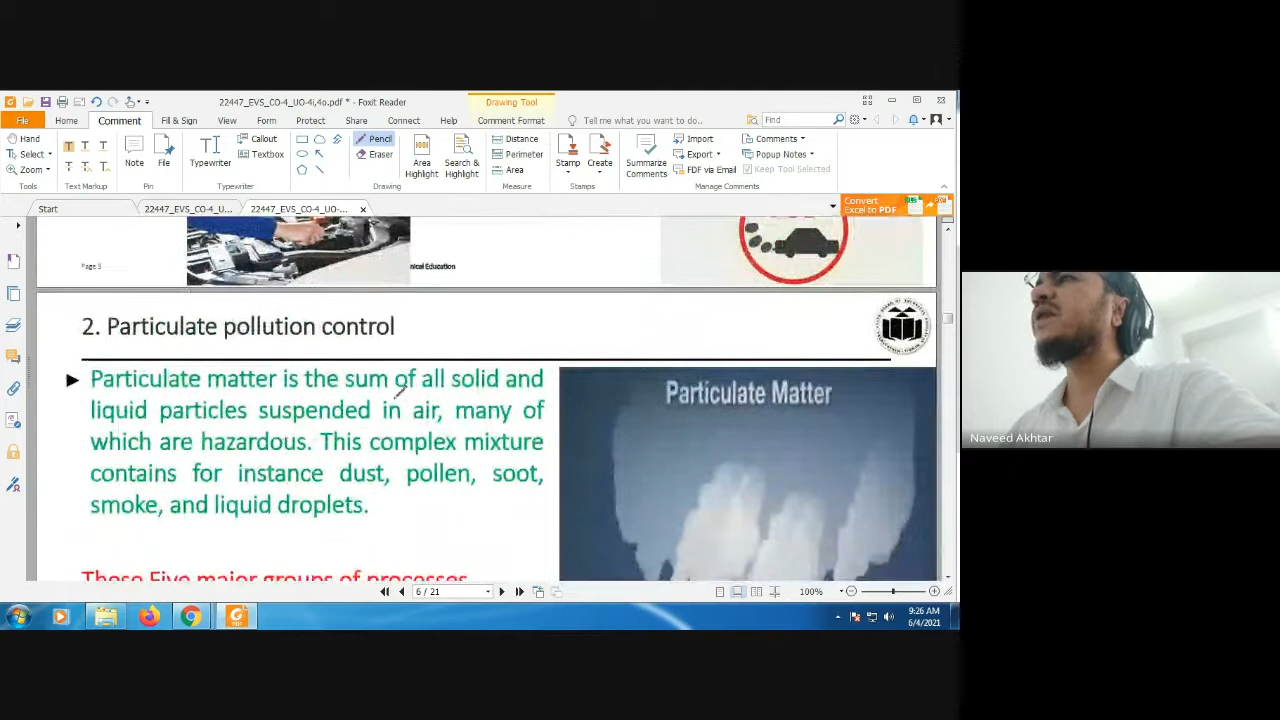 22447_EVS_CO-4_UO-4i,4o.pdf * - Foxit Reader
Drawing Tool
File Home Comment Fill & Sign View Form Protect Share Connect Help Comment Format Tell me what you want to do.. Find
Hand Callout Pencil Distance Import Comments
Select Eraser Perimeter Export Popup Notes
Zoom Textbox Area FDF via Email Keep Tool Selected
Note File Typewriter Area Highlight Search & Highlight Stamp Create Summarize Comments
Tools Text Markup Pin Typewriter Drawing Measure Stamps Manage Comments
Start 22447_EVS_CO-4_U... 22447_EVS_CO-4_UO-... Convert Excel to PDF
Page 5 nical Education
2. Particulate pollution control
Particulate matter is the sum of all solid and
liquid particles suspended in air, many of
which are hazardous. This complex mixture
contains for instance dust, pollen, soot,
smoke, and liquid droplets.
Particulate Matter
These Five major groups of processes
6 / 21 100%
9:26 AM
6/4/2021
Naveed Akhtar